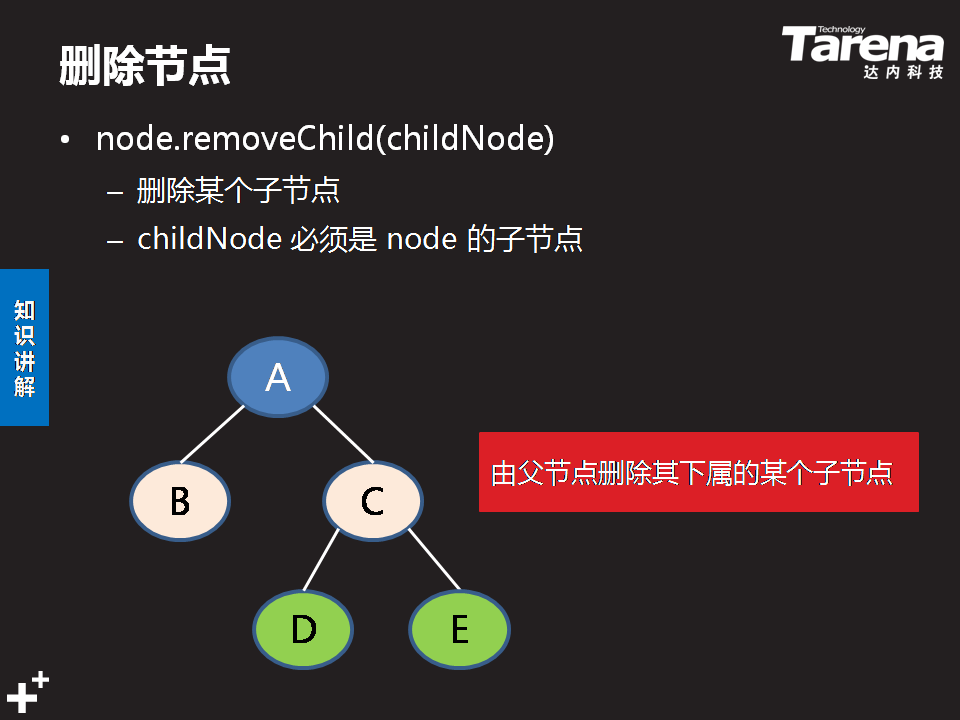 删除节点
Technology
Tarena
达内科技
• node.removeChild(childNode)
– 删除某个子节点
– childNode 必须是 node 的子节点
知识讲解
A
B
C
由父节点删除其下属的某个子节点
D
E